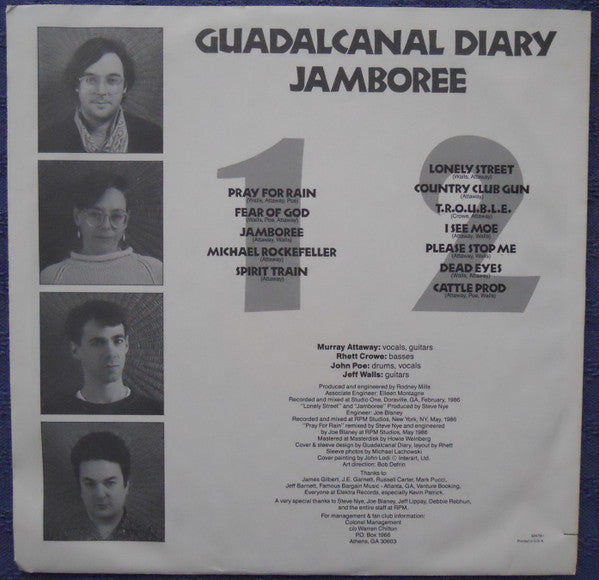 GUADALCANAL DIARY
JAMBOREE
1
PRAY FOR RAIN
(Walls, Attaway, Poe)
FEAR OF GOD
(Walls, Poe, Attaway)
JAMBOREE
(Attaway, Walls)
MICHAEL ROCKEFELLER
(Attaway)
SPIRIT TRAIN
(Attaway)
2
LONELY STREET
(Walls, Attaway)
COUNTRY CLUB GUN
(Attaway)
T.R.O.U.B.L.E.
(Crowe, Attaway)
I SEE MOE
(Attaway, Walls)
PLEASE STOP ME
(Attaway, Walls)
DEAD EYES
(Attaway, Walls)
CATTLE PROD
(Attaway, Poe, Walls)
Murray Attaway: vocals, guitars
Rhett Crowe: basses
John Poe: drums, vocals
Jeff Walls: guitars
Produced and engineered by Rodney Mills
Associate Engineer: Eileen Montagne
Recorded and mixed at Studio One, Doraville, GA, February, 1986
"Lonely Street" and "Jamboree" Produced by Steve Nye
Engineer: Joe Blaney
Recorded and mixed at RPM Studios, New York, NY, May, 1986
"Pray For Rain" remixed by Steve Nye and engineered
by Joe Blaney at RPM Studios, May 1986
Mastered at Masterdisk by Howie Weinberg
Cover & sleeve design by Guadalcanal Diary, layout by Rhett
Sleeve photos by Michael Lachowski
Cover painting by John Lodi © Interart, Ltd.
Art direction: Bob Defrin
Thanks to:
James Gilbert, J.E. Garnett, Russell Carter, Mark Pucci,
Jeff Barnett, Famous Bargain Music - Atlanta, GA, Venture Booking,
Everyone at Elektra Records, especially Kevin Patrick.
A very special thanks to Steve Nye, Joe Blaney, Jeff Lippay, Debbie Rebhun,
and the entire staff at RPM.
For management & fan club information:
Colonel Management
c/o Warren Chilton
P.O. Box 1966
Athens, GA 30603
Printed in U.S.A.